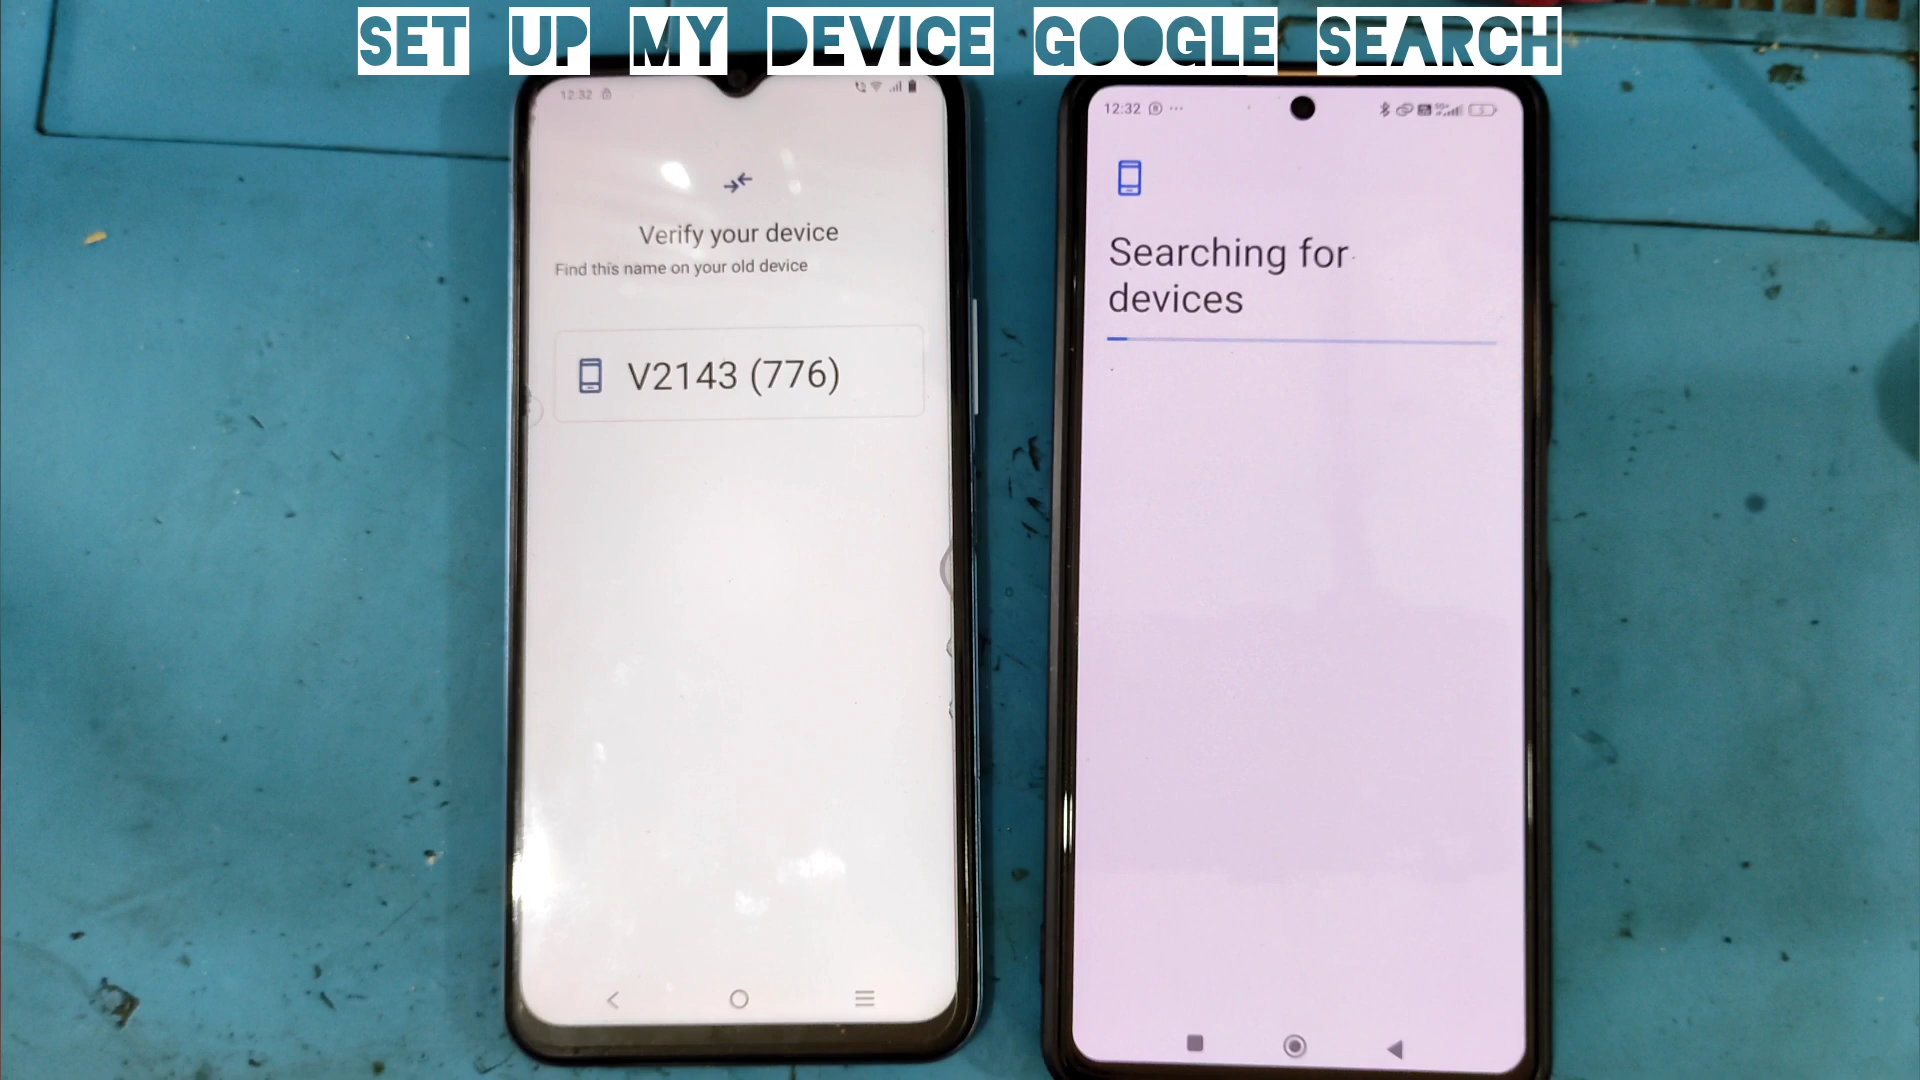 SET UP MY DEVICE GOOGLE SEARCH
12:32
Verify your device
Find this name on your old device
V2143 (776)
12:32
Searching for
devices